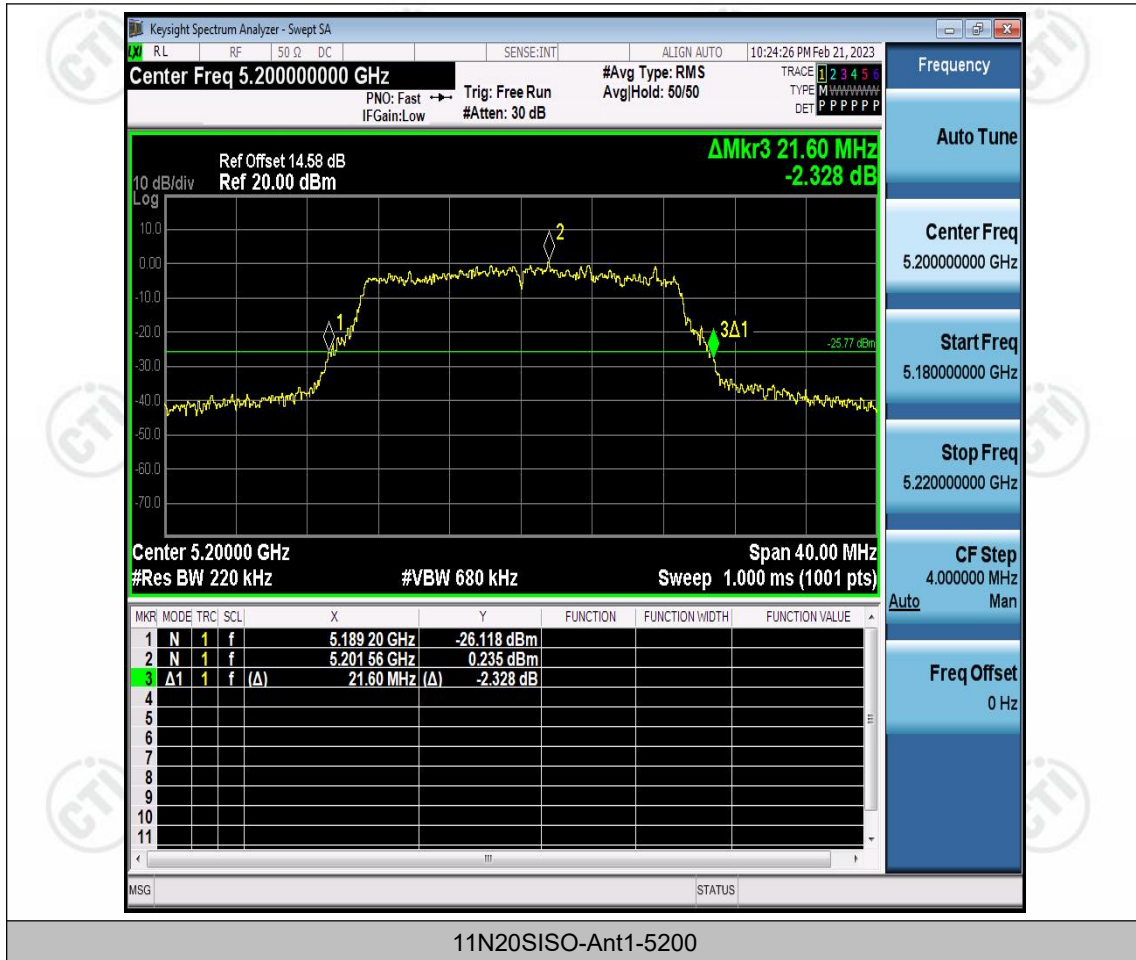 Keysight Spectrum Analyzer - Swept SA
LXI RL RF 50 Ω DC SENSE:INT ALIGN AUTO 10:24:26 PM Feb 21, 2023
Center Freq 5.200000000 GHz
PNO: Fast
IFGain:Low
Trig: Free Run
#Atten: 30 dB
#Avg Type: RMS
Avg|Hold: 50/50
TRACE 1 2 3 4 5 6
TYPE M WWWWW
DET P P P P P P
ΔMkr3 21.60 MHz
-2.328 dB
Ref Offset 14.58 dB
10 dB/div Ref 20.00 dBm
Log
10.0
0.00
-10.0
-20.0
-30.0
-40.0
-50.0
-60.0
-70.0
1
2
3Δ1
-25.77 dBm
Center 5.20000 GHz Span 40.00 MHz
#Res BW 220 kHz #VBW 680 kHz Sweep 1.000 ms (1001 pts)
MKR MODE TRC SCL X Y FUNCTION FUNCTION WIDTH FUNCTION VALUE
1 N 1 f 5.189 20 GHz -26.118 dBm
2 N 1 f 5.201 56 GHz 0.235 dBm
3 Δ1 1 f (Δ) 21.60 MHz (Δ) -2.328 dB
4
5
6
7
8
9
10
11
MSG STATUS
Frequency
Auto Tune
Center Freq
5.200000000 GHz
Start Freq
5.180000000 GHz
Stop Freq
5.220000000 GHz
CF Step
4.000000 MHz
Auto Man
Freq Offset
0 Hz
CTI
CTI
CTI
CTI
CTI
CTI
11N20SISO-Ant1-5200